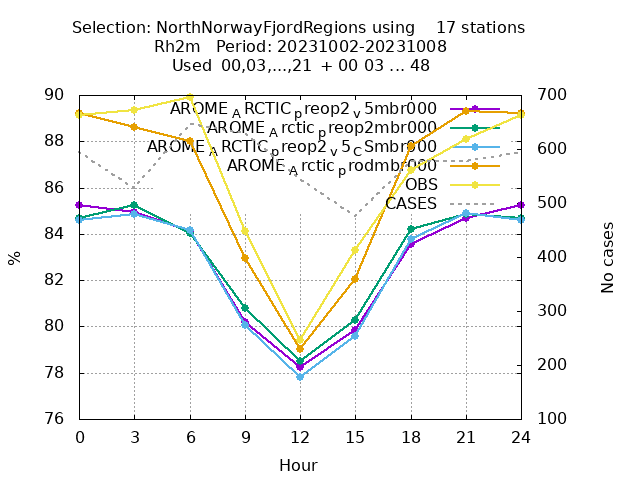 Selection: NorthNorwayFjordRegions using 17 stations
Rh2m Period: 20231002-20231008
Used 00,03,...,21 + 00 03 ... 48
90
88
86
84
82
80
78
76
700
600
500
400
300
200
100
AROME_ARCTIC_preop2_v5mbr000
AROME_Arctic_preop2mbr000
AROME_ARCTIC_preop2_v5_CSmbr000
AROME_Arctic_prodmbr000
OBS
CASES
%
No cases
0 3 6 9 12 15 18 21 24
Hour